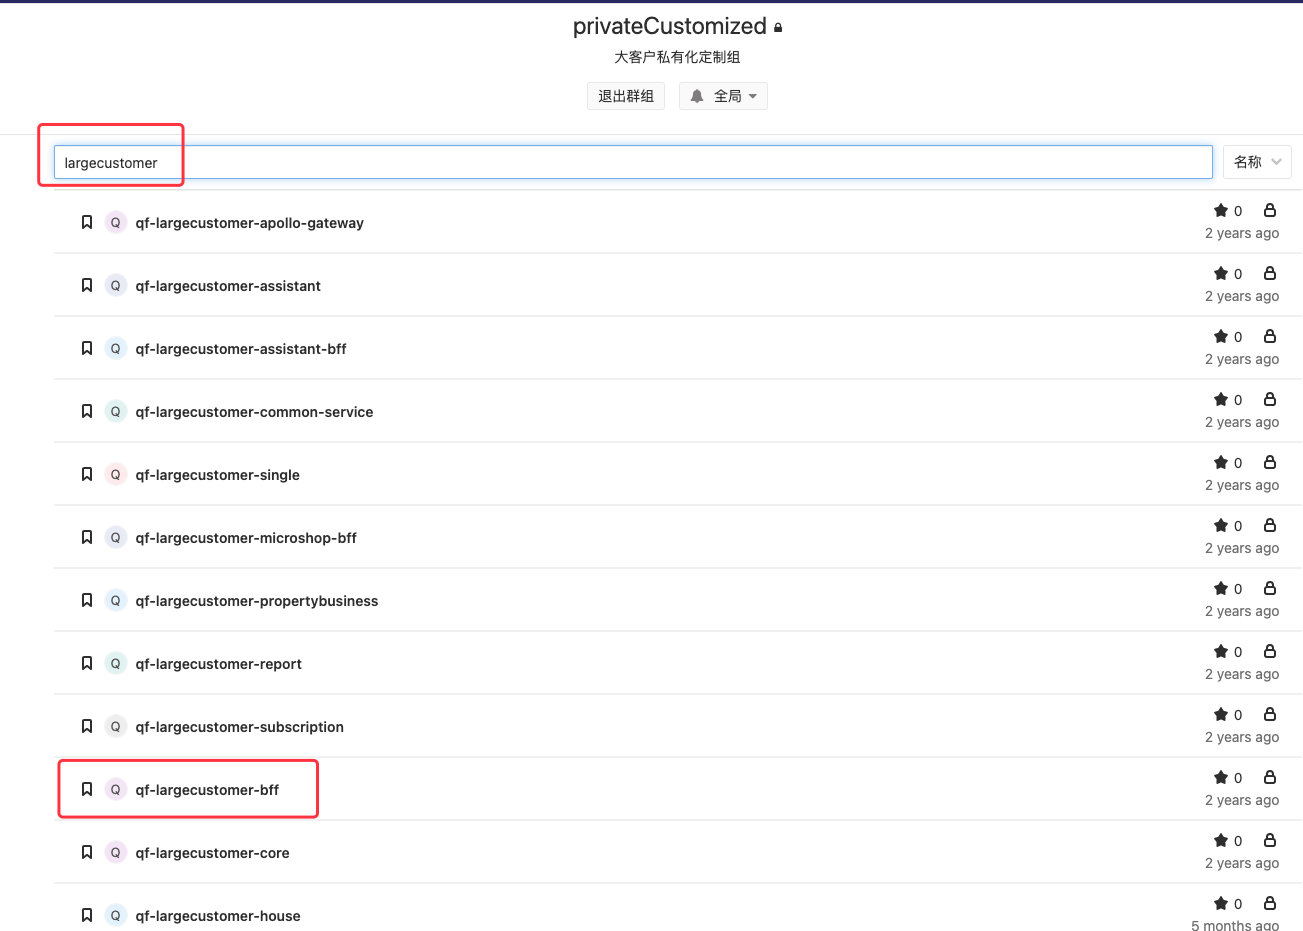 privateCustomized
大客户私有化定制组
退出群组 全局
largecustomer 名称
Q qf-largecustomer-apollo-gateway 0
2 years ago
Q qf-largecustomer-assistant 0
2 years ago
Q qf-largecustomer-assistant-bff 0
2 years ago
Q qf-largecustomer-common-service 0
2 years ago
Q qf-largecustomer-single 0
2 years ago
Q qf-largecustomer-microshop-bff 0
2 years ago
Q qf-largecustomer-propertybusiness 0
2 years ago
Q qf-largecustomer-report 0
2 years ago
Q qf-largecustomer-subscription 0
2 years ago
Q qf-largecustomer-bff 0
2 years ago
Q qf-largecustomer-core 0
2 years ago
Q qf-largecustomer-house 0
5 months ago